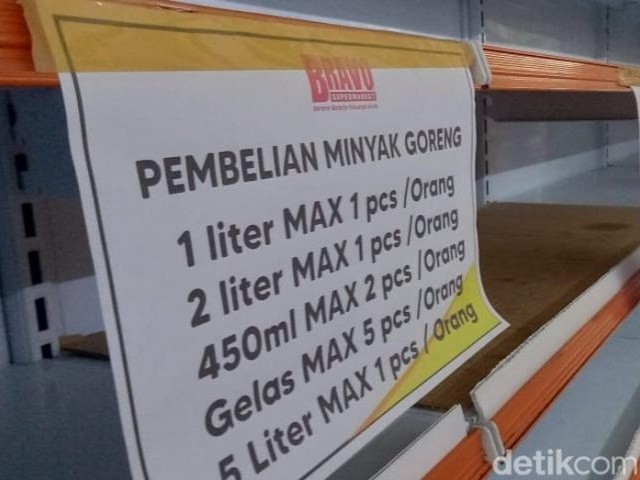 BRAVO
SUPERMARKET
PEMBELIAN MINYAK GORENG
1 liter MAX 1 pcs /Orang
2 liter MAX 1 pcs /Orang
450ml MAX 2 pcs /Orang
Gelas MAX 5 pcs /Orang
5 Liter MAX 1 pcs / Orang
detikcom